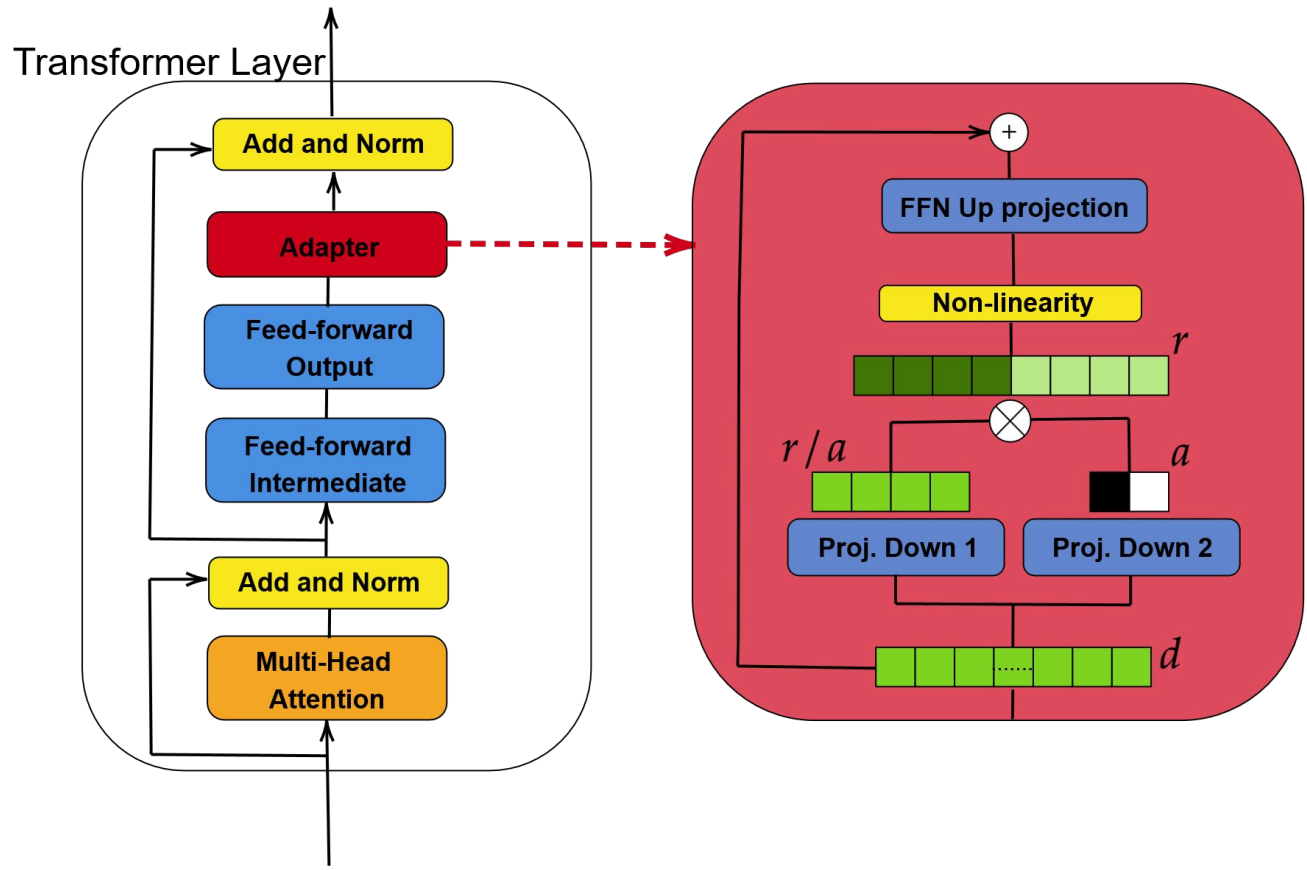 Transformer Layer
Add and Norm
Adapter
Feed-forward
Output
Feed-forward
Intermediate
Add and Norm
Multi-Head
Attention
+
FFN Up projection
Non-linearity
r
r / a
a
Proj. Down 1
Proj. Down 2
.......
d